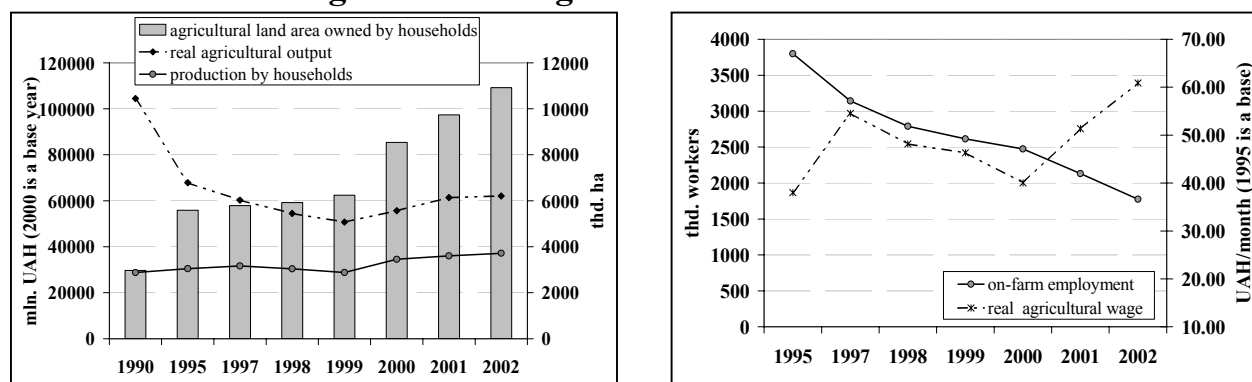 agricultural land area owned by households
real agricultural output
production by households
mln. UAH (2000 is a base year)
120000
100000
80000
60000
40000
20000
0
12000
10000
8000
6000
4000
2000
0
thd. ha
1990 1995 1997 1998 1999 2000 2001 2002
thd. workers
4000
3500
3000
2500
2000
1500
1000
500
0
70.00
60.00
50.00
40.00
30.00
20.00
10.00
UAH/month (1995 is a base)
on-farm employment
real agricultural wage
1995 1997 1998 1999 2000 2001 2002